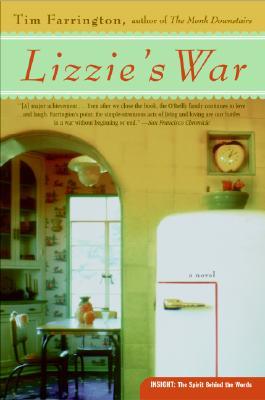 Tim Farrington, author of The Monk Downstairs
Lizzie's War
"[A] major achievement. . . . Even after we close the book, the O'Reilly family continues to love
and laugh. Farrington's point: the simple-strenuous acts of living and loving are our battles
in a war without beginning or end." —San Francisco Chronicle
a novel
INSIGHT: The Spirit Behind the Words